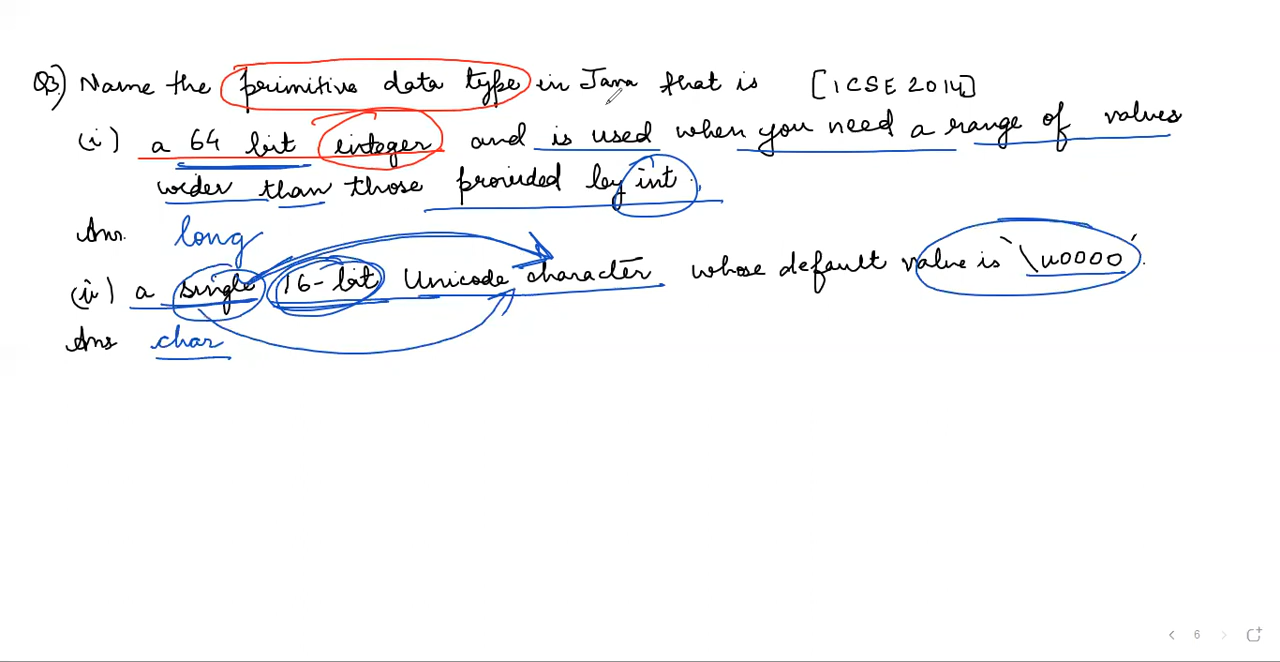 Q3.) Name the primitive data type in Java that is [ICSE 2014]
(i) a 64 bit integer and is used when you need a range of values
wider than those provided by int.
Ans. long
(ii) a single 16-bit Unicode character whose default value is '\u0000'.
Ans char
6